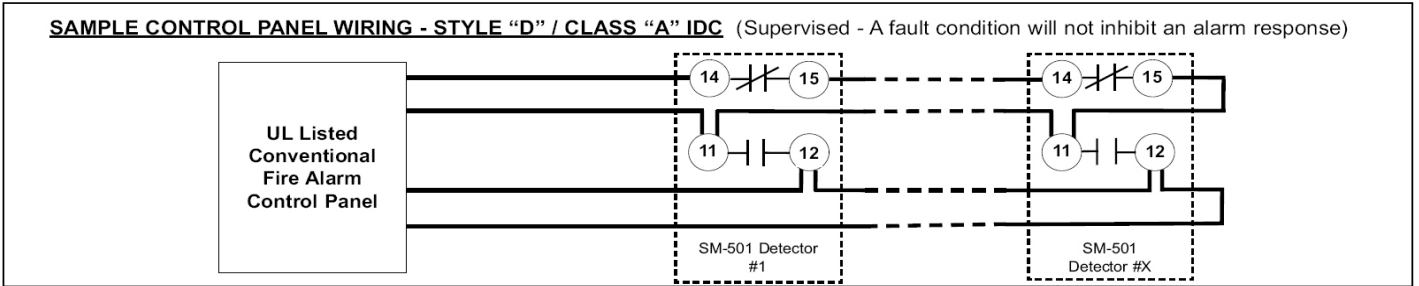 SAMPLE CONTROL PANEL WIRING - STYLE “D” / CLASS “A” IDC (Supervised - A fault condition will not inhibit an alarm response)
UL Listed
Conventional
Fire Alarm
Control Panel
14 15
11 12
SM-501 Detector
#1
14 15
11 12
SM-501
Detector #X